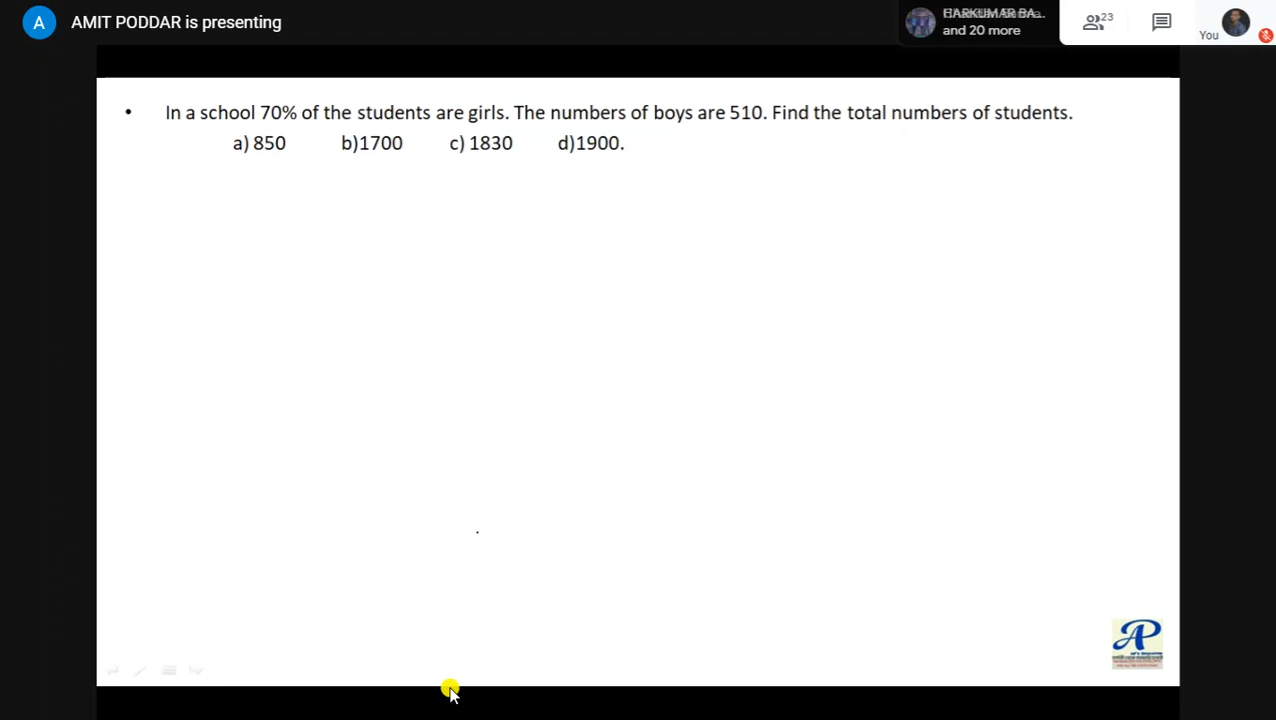 A AMIT PODDAR is presenting
and 20 more
23
You
• In a school 70% of the students are girls. The numbers of boys are 510. Find the total numbers of students.
a) 850 b)1700 c) 1830 d)1900.
AP